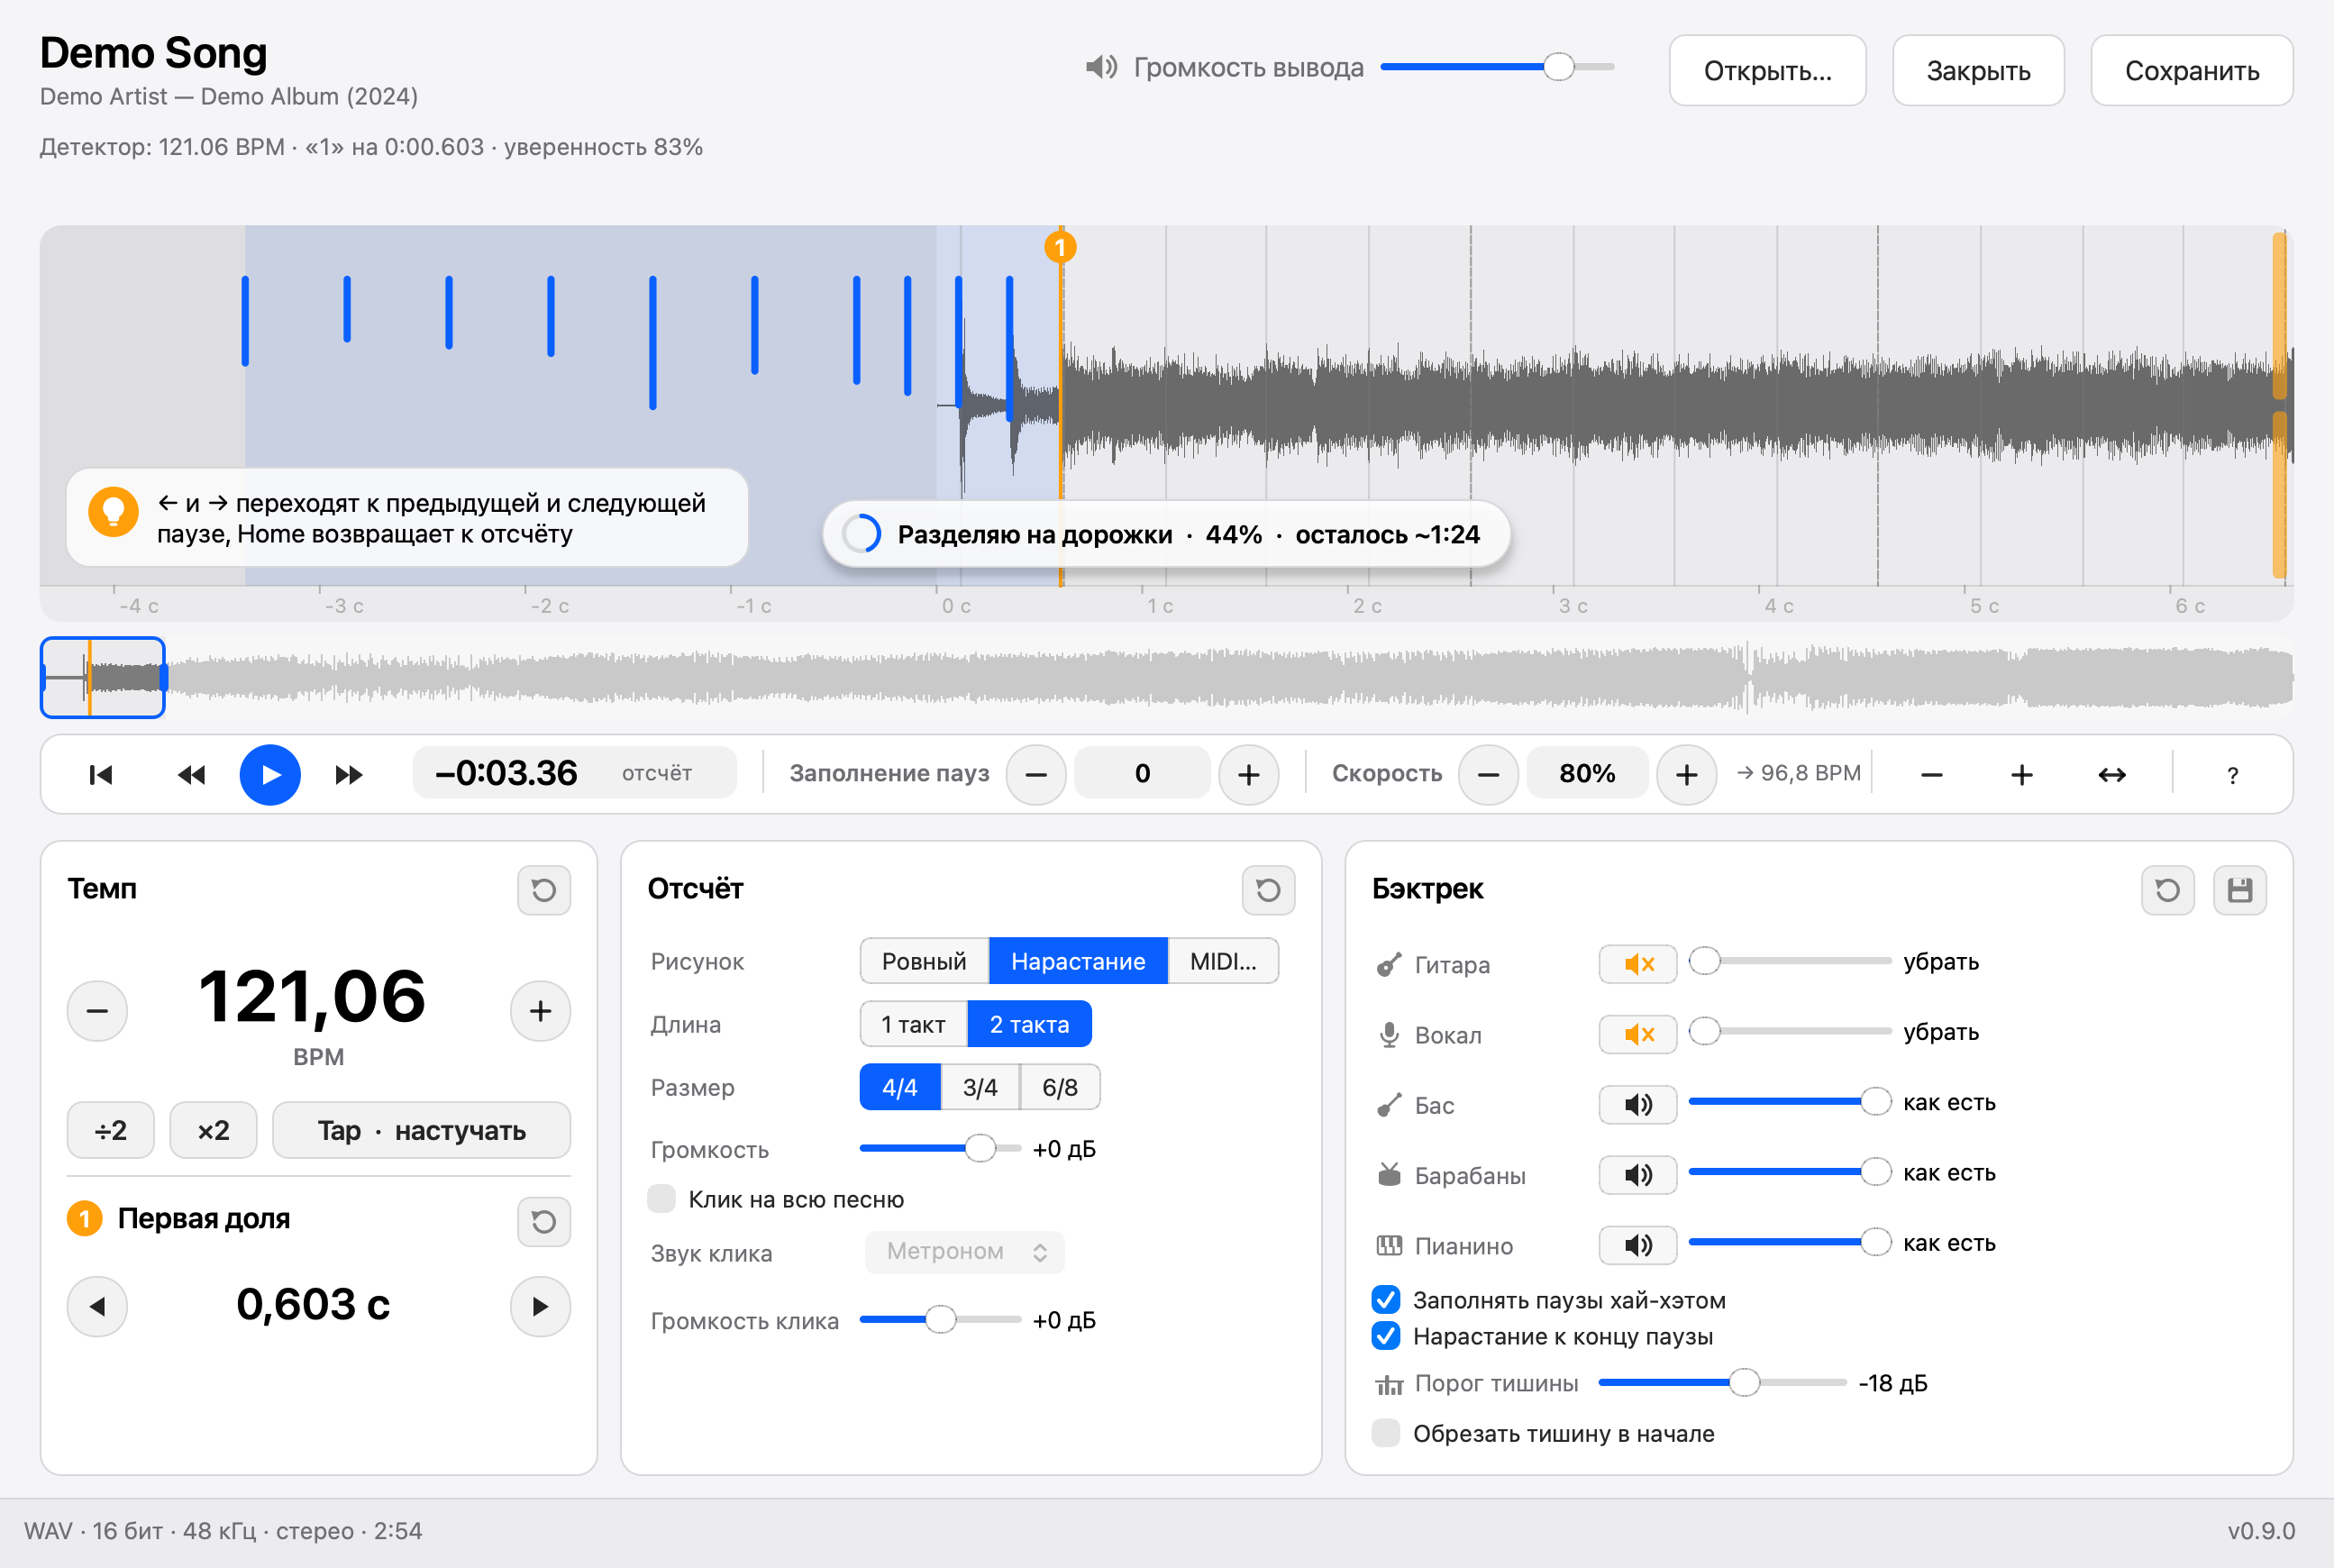 Demo Song
Demo Artist — Demo Album (2024)
Детектор: 121.06 BPM · «1» на 0:00.603 · уверенность 83%
Громкость вывода
Открыть...
Закрыть
Сохранить
1
← и → переходят к предыдущей и следующей
паузе, Home возвращает к отсчёту
Разделяю на дорожки · 44% · осталось ~1:24
-4 с
-3 с
-2 с
-1 с
0 с
1 с
2 с
3 с
4 с
5 с
6 с
−0:03.36 отсчёт
Заполнение пауз − 0 +
Скорость − 80% + → 96,8 BPM
− + ↔ ?
Темп
− 121,06 +
BPM
÷2
×2
Tap · настучать
1 Первая доля
0,603 с
Отсчёт
Рисунок Ровный Нарастание MIDI...
Длина 1 такт 2 такта
Размер 4/4 3/4 6/8
Громкость +0 дБ
Клик на всю песню
Звук клика Метроном
Громкость клика +0 дБ
Бэктрек
Гитара убрать
Вокал убрать
Бас как есть
Барабаны как есть
Пианино как есть
Заполнять паузы хай-хэтом
Нарастание к концу паузы
Порог тишины -18 дБ
Обрезать тишину в начале
WAV · 16 бит · 48 кГц · стерео · 2:54
v0.9.0